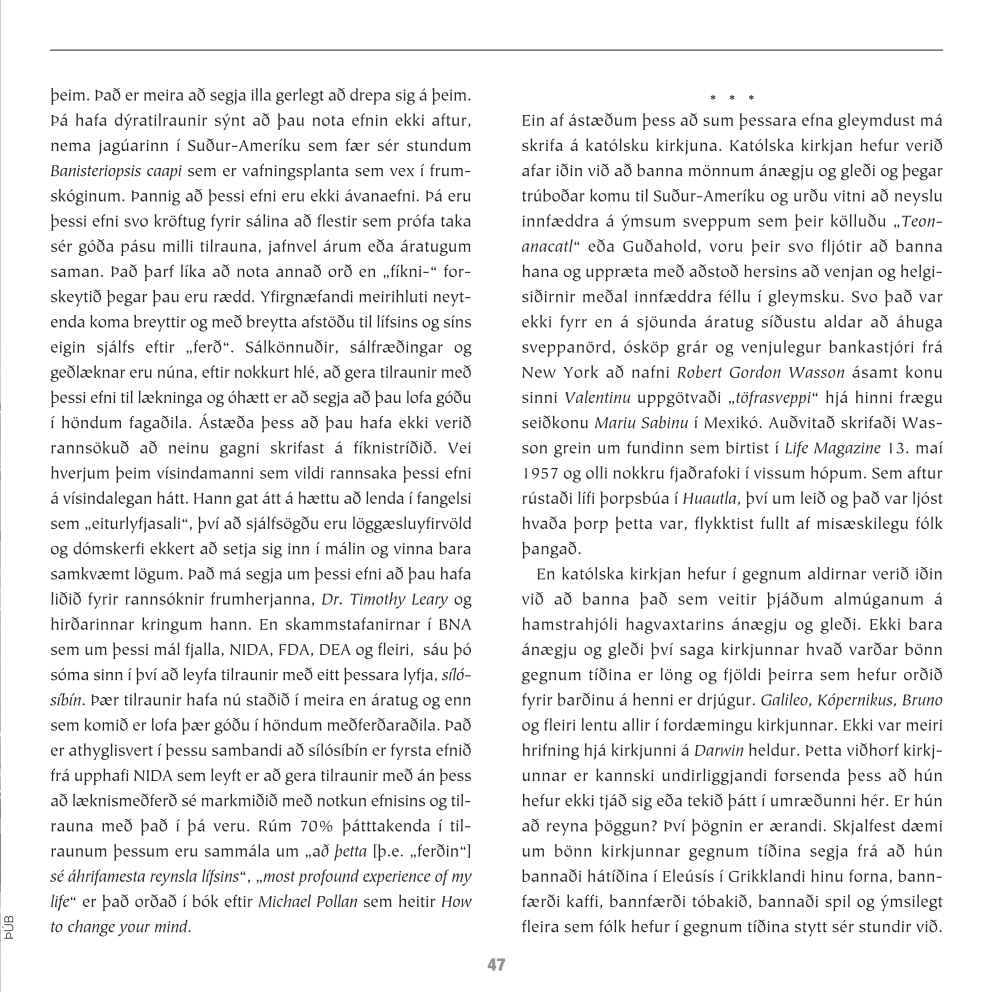 þeim. Það er meira að segja illa gerlegt að drepa sig á þeim.
Þá hafa dýratilraunir sýnt að þau nota efnin ekki aftur,
nema jagúarinn í Suður-Ameríku sem fær sér stundum
Banisteriopsis caapi sem er vafningsplanta sem vex í frum-
skóginum. Þannig að þessi efni eru ekki ávanaefni. Þá eru
þessi efni svo kröftug fyrir sálina að flestir sem prófa taka
sér góða pásu milli tilrauna, jafnvel árum eða áratugum
saman. Það þarf líka að nota annað orð en „fíkni-“ for-
skeytið þegar þau eru rædd. Yfirgnæfandi meirihluti neyt-
enda koma breyttir og með breytta afstöðu til lífsins og síns
eigin sjálfs eftir „ferð“. Sálkönnuðir, sálfræðingar og
geðlæknar eru núna, eftir nokkurt hlé, að gera tilraunir með
þessi efni til lækninga og óhætt er að segja að þau lofa góðu
í höndum fagaðila. Ástæða þess að þau hafa ekki verið
rannsökuð að neinu gagni skrifast á fíknistríðið. Vei
hverjum þeim vísindamanni sem vildi rannsaka þessi efni
á vísindalegan hátt. Hann gat átt á hættu að lenda í fangelsi
sem „eiturlyfjasali“, því að sjálfsögðu eru löggæsluyfirvöld
og dómskerfi ekkert að setja sig inn í málin og vinna bara
samkvæmt lögum. Það má segja um þessi efni að þau hafa
liðið fyrir rannsóknir frumherjanna, Dr. Timothy Leary og
hirðarinnar kringum hann. En skammstafanirnar í BNA
sem um þessi mál fjalla, NIDA, FDA, DEA og fleiri, sáu þó
sóma sinn í því að leyfa tilraunir með eitt þessara lyfja, síló-
síbín. Þær tilraunir hafa nú staðið í meira en áratug og enn
sem komið er lofa þær góðu í höndum meðferðaraðila. Það
er athyglisvert í þessu sambandi að sílósíbín er fyrsta efnið
frá upphafi NIDA sem leyft er að gera tilraunir með án þess
að læknismeðferð sé markmiðið með notkun efnisins og til-
rauna með það í þá veru. Rúm 70% þátttakenda í til-
raunum þessum eru sammála um „að þetta [þ.e. „ferðin“]
sé áhrifamesta reynsla lífsins“, „most profound experience of my
life“ er það orðað í bók eftir Michael Pollan sem heitir How
to change your mind.
* * *
Ein af ástæðum þess að sum þessara efna gleymdust má
skrifa á katólsku kirkjuna. Katólska kirkjan hefur verið
afar iðin við að banna mönnum ánægju og gleði og þegar
trúboðar komu til Suður-Ameríku og urðu vitni að neyslu
innfæddra á ýmsum sveppum sem þeir kölluðu „Teon-
anacatl“ eða Guðahold, voru þeir svo fljótir að banna
hana og uppræta með aðstoð hersins að venjan og helgi-
siðirnir meðal innfæddra féllu í gleymsku. Svo það var
ekki fyrr en á sjöunda áratug síðustu aldar að áhuga
sveppanörd, ósköp grár og venjulegur bankastjóri frá
New York að nafni Robert Gordon Wasson ásamt konu
sinni Valentinu uppgötvaði „töfrasveppi“ hjá hinni frægu
seiðkonu Mariu Sabinu í Mexikó. Auðvitað skrifaði Was-
son grein um fundinn sem birtist í Life Magazine 13. maí
1957 og olli nokkru fjaðrafoki í vissum hópum. Sem aftur
rústaði lífi þorpsbúa í Huautla, því um leið og það var ljóst
hvaða þorp þetta var, flykktist fullt af misæskilegu fólk
þangað.
En katólska kirkjan hefur í gegnum aldirnar verið iðin
við að banna það sem veitir þjáðum almúganum á
hamstrahjóli hagvaxtarins ánægju og gleði. Ekki bara
ánægju og gleði því saga kirkjunnar hvað varðar bönn
gegnum tíðina er löng og fjöldi þeirra sem hefur orðið
fyrir barðinu á henni er drjúgur. Galileo, Kópernikus, Bruno
og fleiri lentu allir í fordæmingu kirkjunnar. Ekki var meiri
hrifning hjá kirkjunni á Darwin heldur. Þetta viðhorf kirkj-
unnar er kannski undirliggjandi forsenda þess að hún
hefur ekki tjáð sig eða tekið þátt í umræðunni hér. Er hún
að reyna þöggun? Því þögnin er ærandi. Skjalfest dæmi
um bönn kirkjunnar gegnum tíðina segja frá að hún
bannaði hátíðina í Eleúsís í Grikklandi hinu forna, bann-
færði kaffi, bannfærði tóbakið, bannaði spil og ýmsilegt
fleira sem fólk hefur í gegnum tíðina stytt sér stundir við.
ÞÚB
47